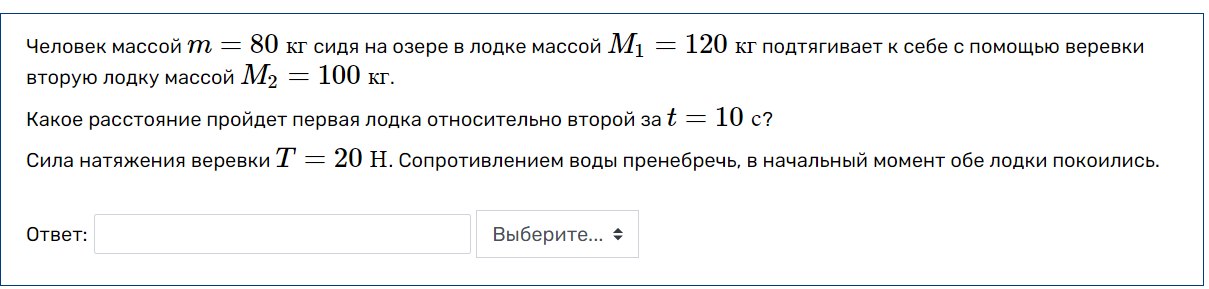 Человек массой m = 80 кг сидя на озере в лодке массой M₁ = 120 кг подтягивает к себе с помощью веревки
вторую лодку массой M₂ = 100 кг.
Какое расстояние пройдет первая лодка относительно второй за t = 10 с?
Сила натяжения веревки T = 20 Н. Сопротивлением воды пренебречь, в начальный момент обе лодки покоились.
Ответ: Выберите...